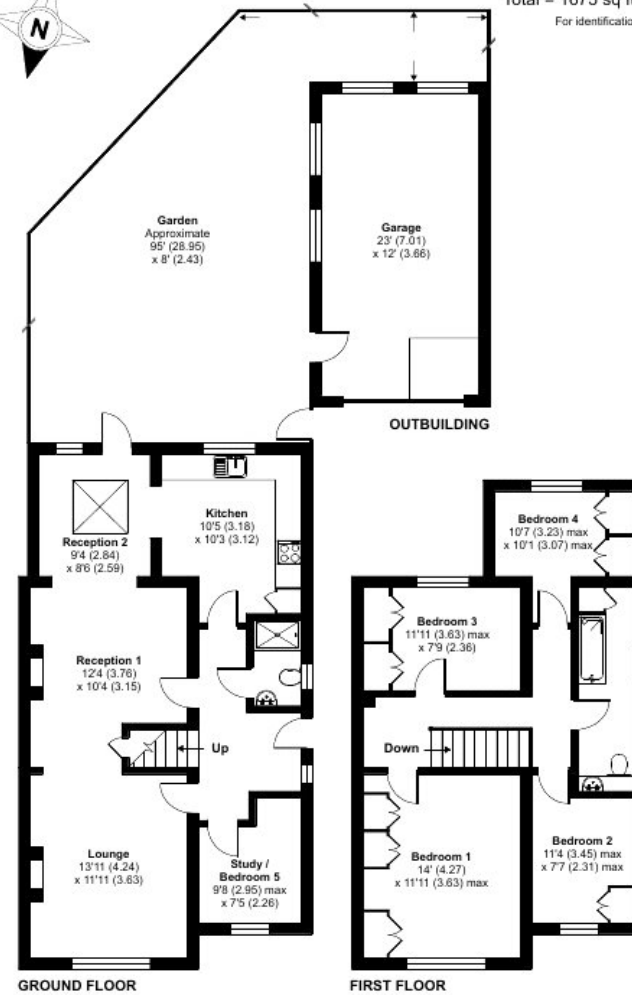 Total = 1675 sq
For identificatio
N
Garden
Approximate
95' (28.95)
x 8' (2.43)
Garage
23' (7.01)
x 12' (3.66)
OUTBUILDING
Reception 2
9'4 (2.84)
x 8'6 (2.59)
Kitchen
10'5 (3.18)
x 10'3 (3.12)
Reception 1
12'4 (3.76)
x 10'4 (3.15)
Up
Lounge
13'11 (4.24)
x 11'11 (3.63)
Study /
Bedroom 5
9'8 (2.95) max
x 7'5 (2.26)
GROUND FLOOR
Bedroom 4
10'7 (3.23) max
x 10'1 (3.07) max
Bedroom 3
11'11 (3.63) max
x 7'9 (2.36)
Down
Bedroom 1
14' (4.27)
x 11'11 (3.63) max
Bedroom 2
11'4 (3.45) max
x 7'7 (2.31) max
FIRST FLOOR